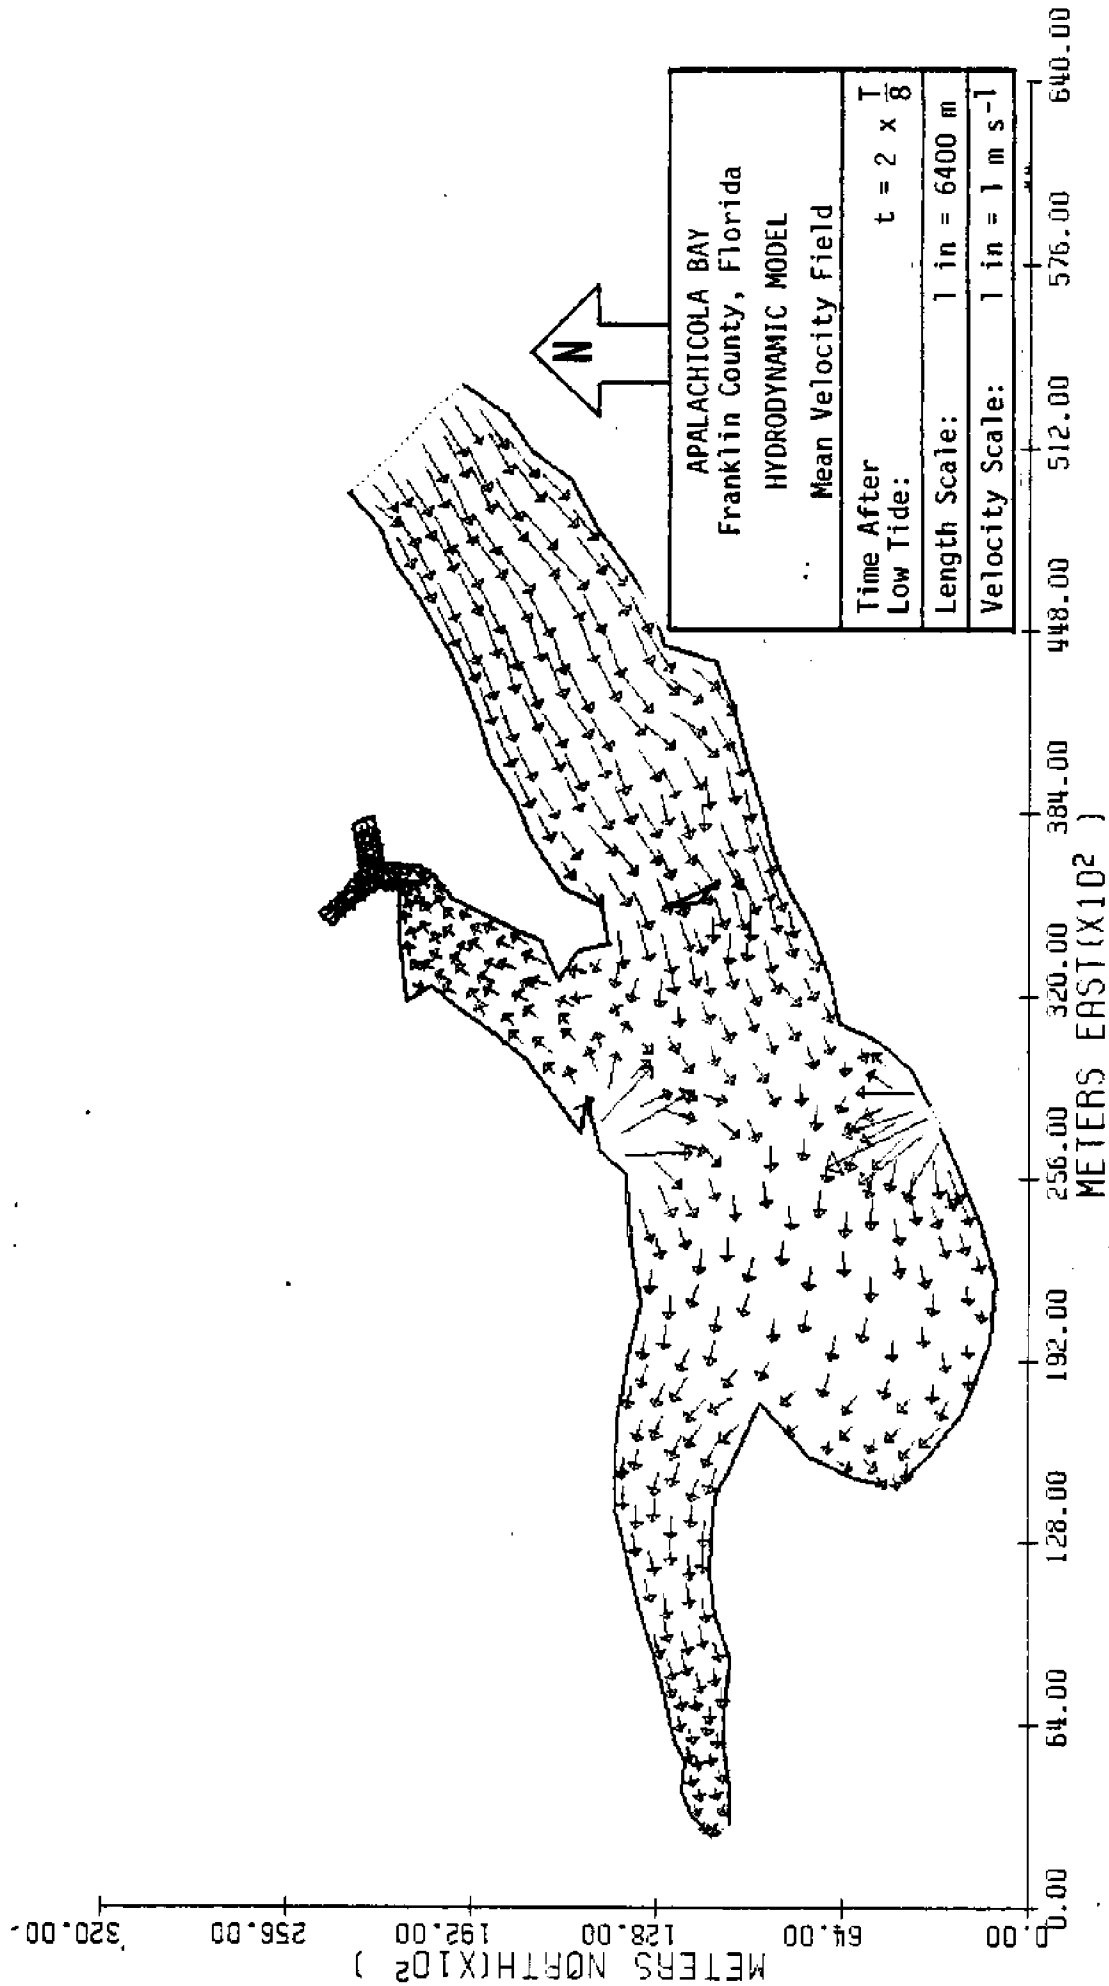 N
APALACHICOLA BAY
Franklin County, Florida
HYDRODYNAMIC MODEL
Mean Velocity Field
Time After
Low Tide: t = 2 x T/8
Length Scale: 1 in = 6400 m
Velocity Scale: 1 in = 1 m s⁻¹
METERS NORTH(X10²)
320.00
256.00
192.00
128.00
64.00
0.00
0.00 64.00 128.00 192.00 256.00 320.00 384.00 448.00 512.00 576.00 640.00
METERS EAST(X10²)